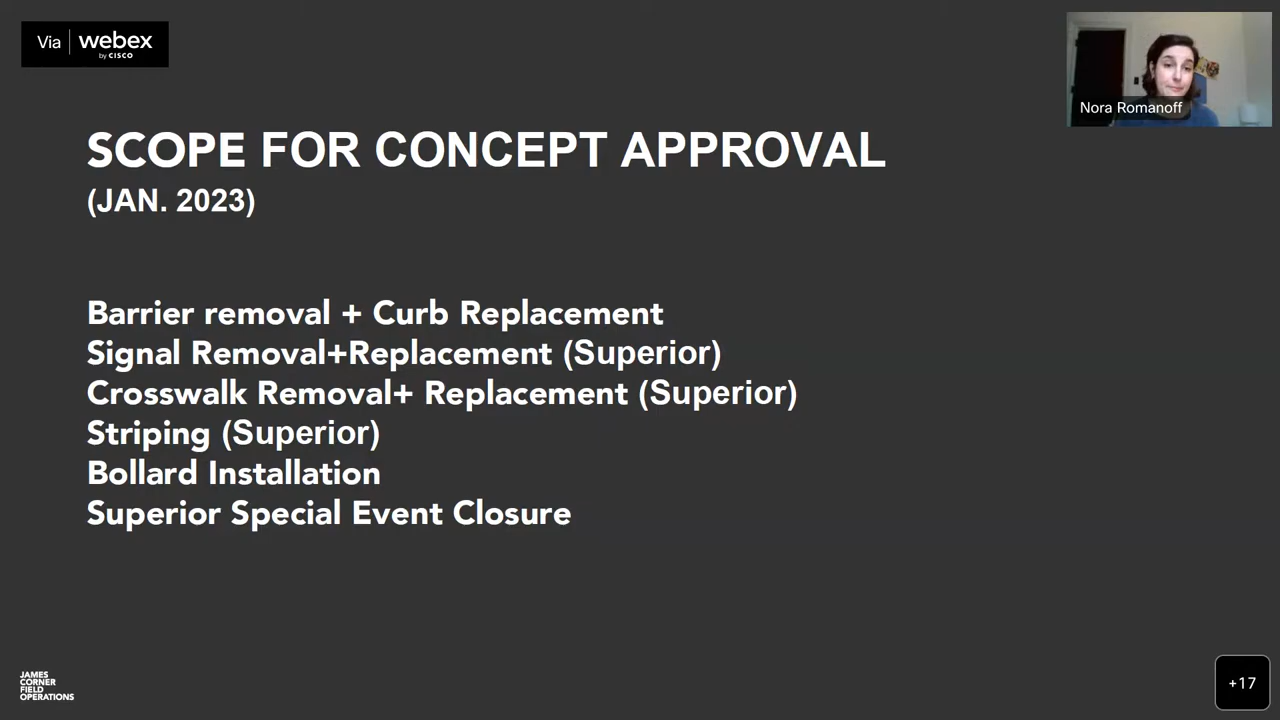 Via webex
by CISCO
Nora Romanoff
SCOPE FOR CONCEPT APPROVAL
(JAN. 2023)
Barrier removal + Curb Replacement
Signal Removal+Replacement (Superior)
Crosswalk Removal+ Replacement (Superior)
Striping (Superior)
Bollard Installation
Superior Special Event Closure
JAMES
CORNER
FIELD
OPERATIONS
+17